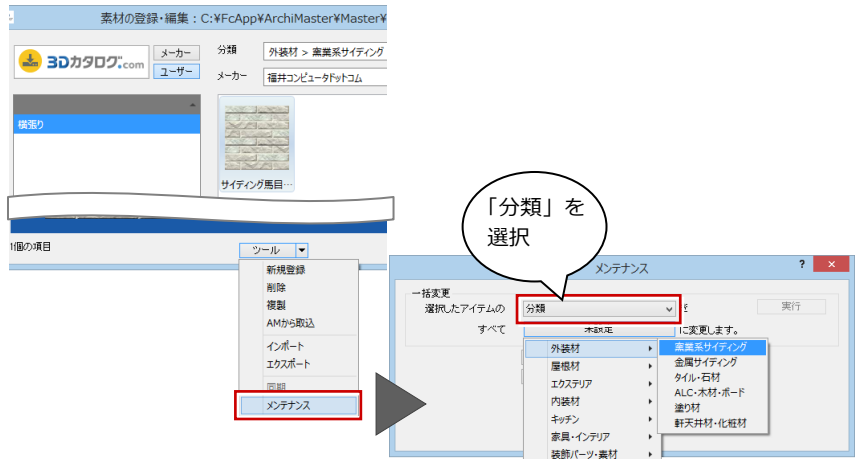 素材の登録・編集：C:¥FcApp¥ArchiMaster¥Master¥
3Dカタログ.com
メーカー
ユーザー
分類
外装材 > 窯業系サイディング
メーカー
福井コンピュータドットコム
横張り
サイディング馬目…
1個の項目
ツール
新規登録
削除
複製
AMから取込
インポート
エクスポート
同期
メンテナンス
「分類」を
選択
メンテナンス
? ×
一括変更
選択したアイテムの
分類
を
実行
すべて
未設定
に変更します。
外装材
屋根材
エクステリア
内装材
キッチン
家具・インテリア
装飾パーツ・素材
窯業系サイディング
金属サイディング
タイル・石材
ALC・木材・ボード
塗り材
軒天井材・化粧材